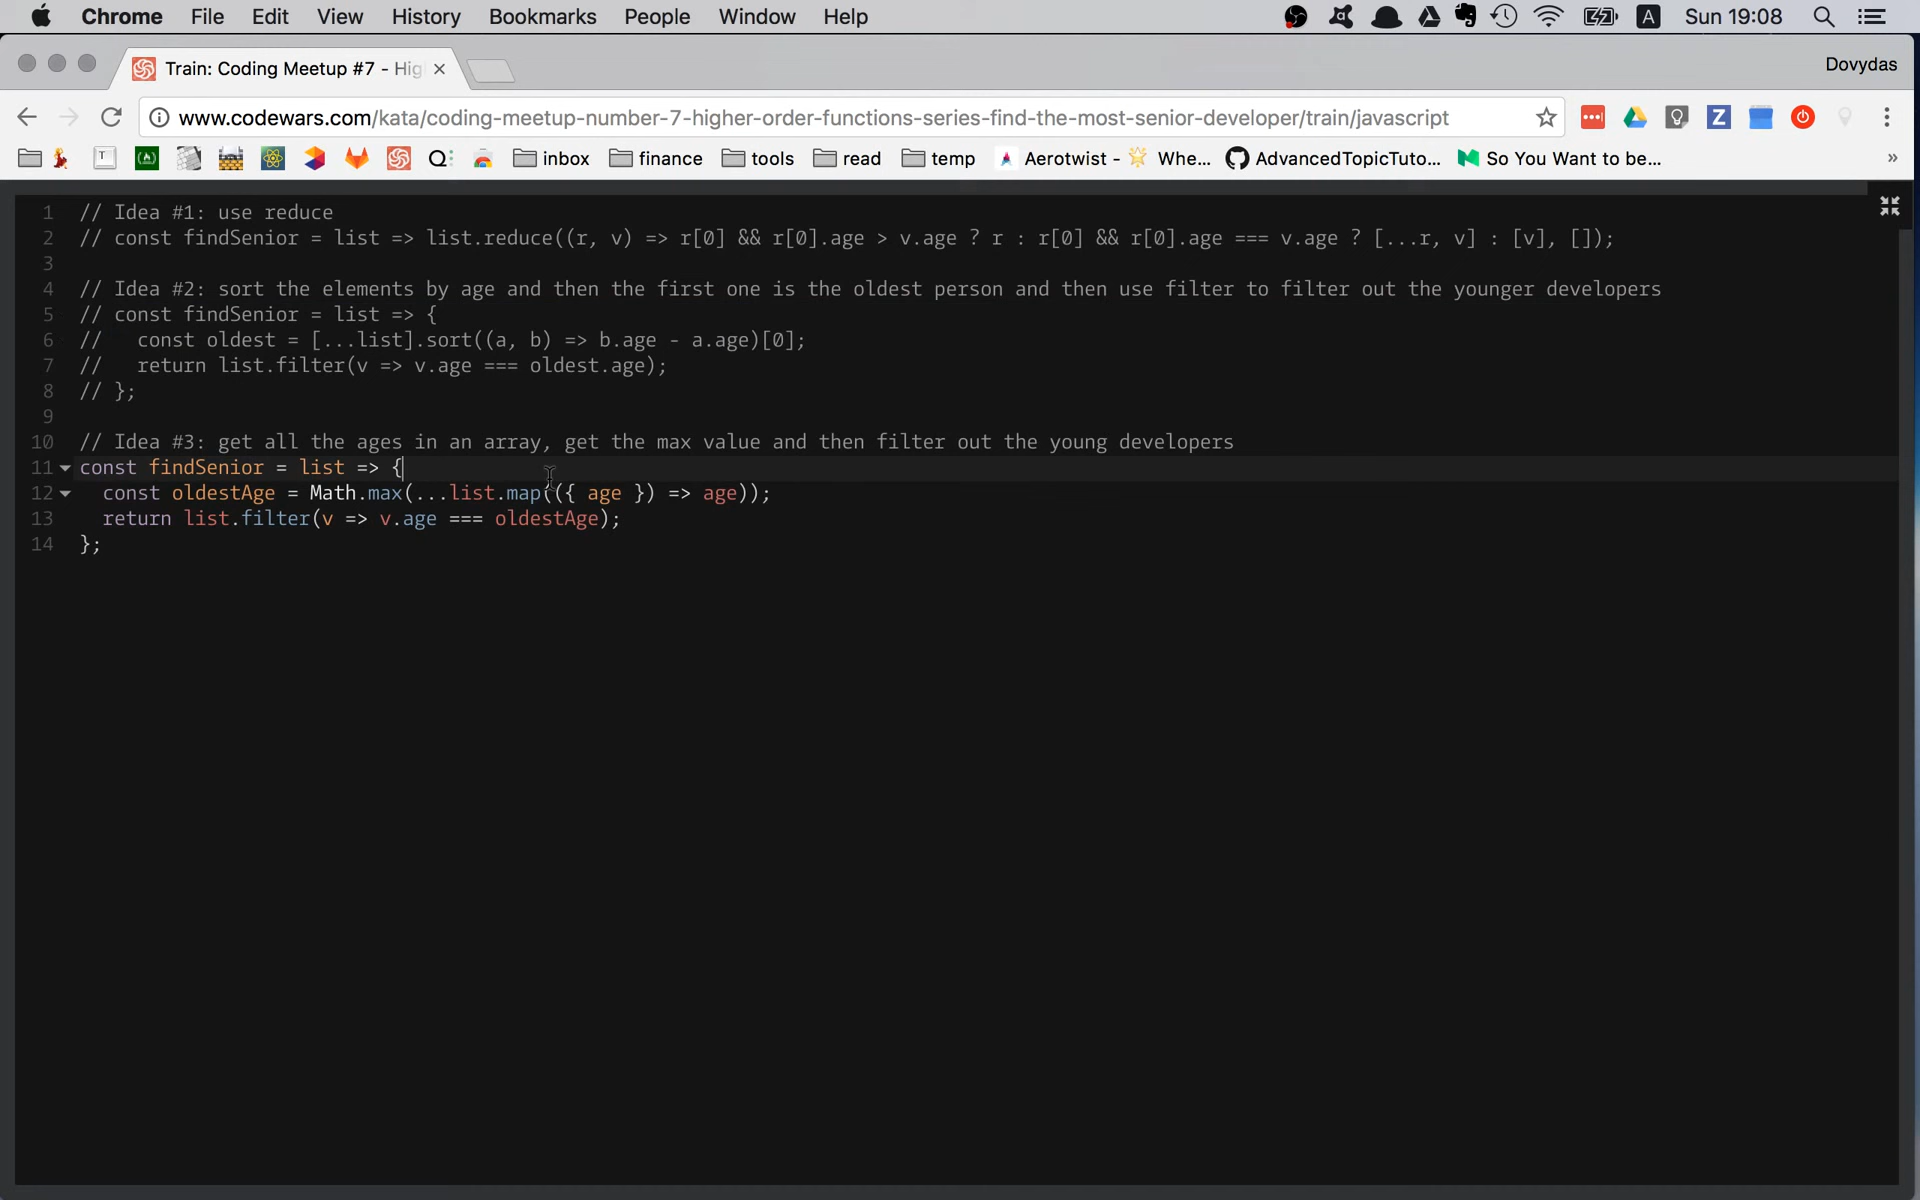 Chrome File Edit View History Bookmarks People Window Help A Sun 19:08
Train: Coding Meetup #7 - Hig Dovydas
www.codewars.com/kata/coding-meetup-number-7-higher-order-functions-series-find-the-most-senior-developer/train/javascript
inbox finance tools read temp Aerotwist - Whe... AdvancedTopicTuto... So You Want to be... »
1 // Idea #1: use reduce
2 // const findSenior = list => list.reduce((r, v) => r[0] && r[0].age > v.age ? r : r[0] && r[0].age === v.age ? [...r, v] : [v], []);
3
4 // Idea #2: sort the elements by age and then the first one is the oldest person and then use filter to filter out the younger developers
5 // const findSenior = list => {
6 //   const oldest = [...list].sort((a, b) => b.age - a.age)[0];
7 //   return list.filter(v => v.age === oldest.age);
8 // };
9
10 // Idea #3: get all the ages in an array, get the max value and then filter out the young developers
11 const findSenior = list => {
12   const oldestAge = Math.max(...list.map(({ age }) => age));
13   return list.filter(v => v.age === oldestAge);
14 };